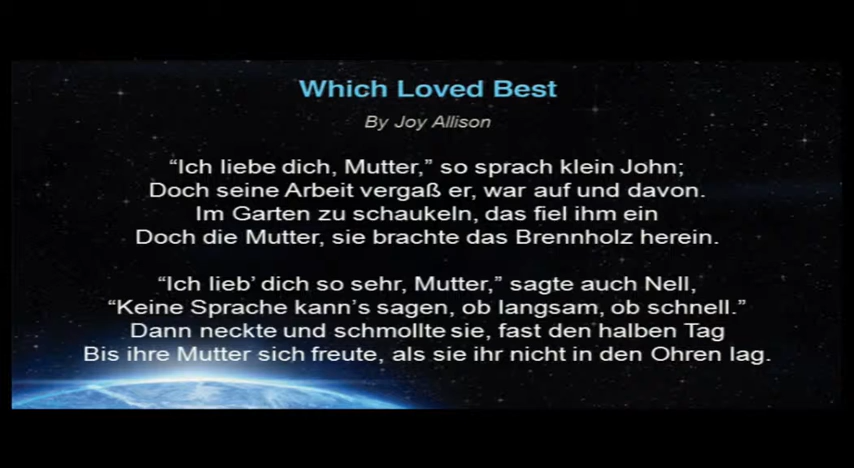 Which Loved Best
By Joy Allison
“Ich liebe dich, Mutter,” so sprach klein John;
Doch seine Arbeit vergaß er, war auf und davon.
Im Garten zu schaukeln, das fiel ihm ein
Doch die Mutter, sie brachte das Brennholz herein.
“Ich lieb’ dich so sehr, Mutter,” sagte auch Nell,
“Keine Sprache kann’s sagen, ob langsam, ob schnell.”
Dann neckte und schmollte sie, fast den halben Tag
Bis ihre Mutter sich freute, als sie ihr nicht in den Ohren lag.